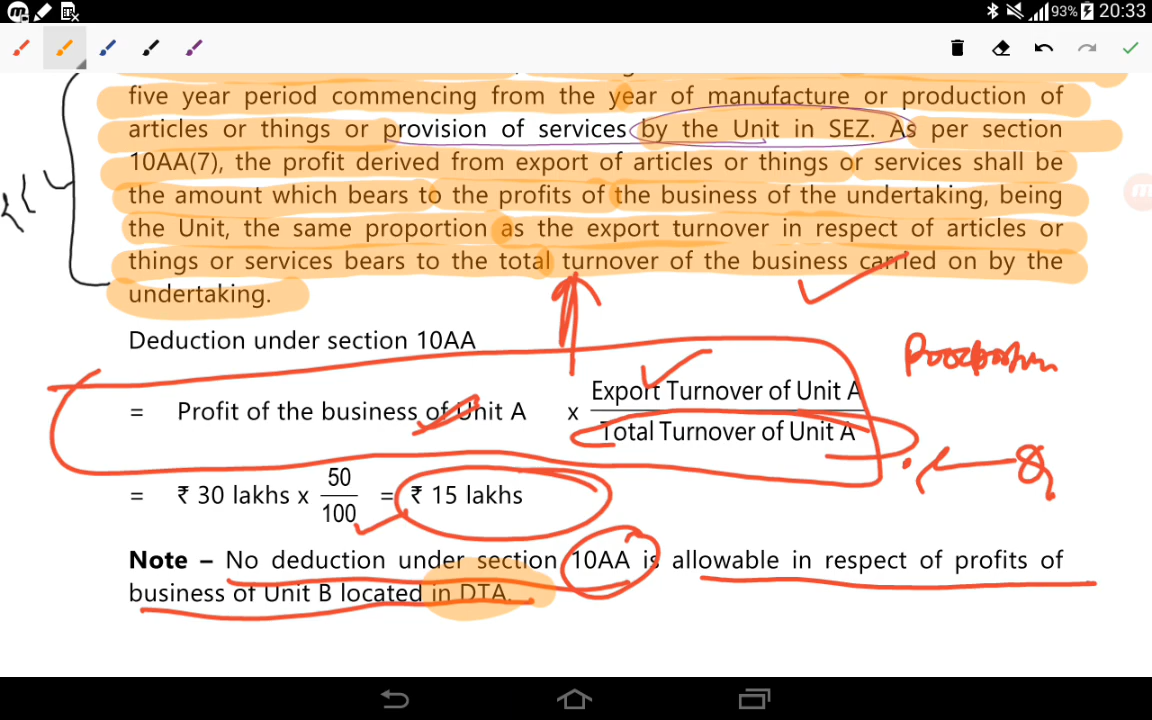 93% 20:33
five year period commencing from the year of manufacture or production of
articles or things or provision of services by the Unit in SEZ. As per section
10AA(7), the profit derived from export of articles or things or services shall be
the amount which bears to the profits of the business of the undertaking, being
the Unit, the same proportion as the export turnover in respect of articles or
things or services bears to the total turnover of the business carried on by the
undertaking.
Deduction under section 10AA
= Profit of the business of Unit A x Export Turnover of Unit A
Total Turnover of Unit A
= ₹ 30 lakhs x 50
100 = ₹ 15 lakhs
Note – No deduction under section 10AA is allowable in respect of profits of
business of Unit B located in DTA.